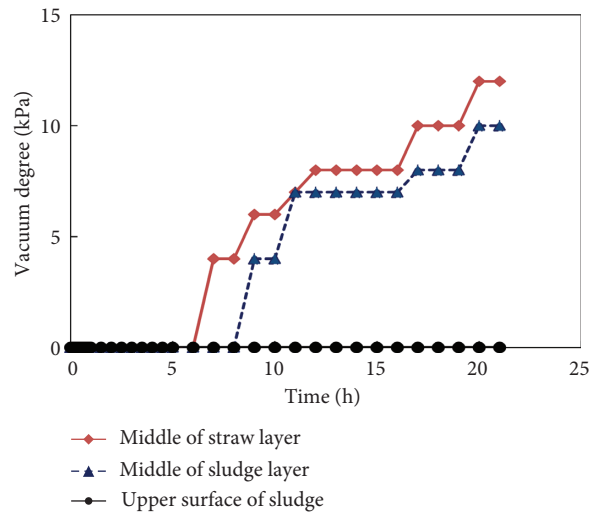 15
10
5
0
Vacuum degree (kPa)
0 5 10 15 20 25
Time (h)
Middle of straw layer
Middle of sludge layer
Upper surface of sludge